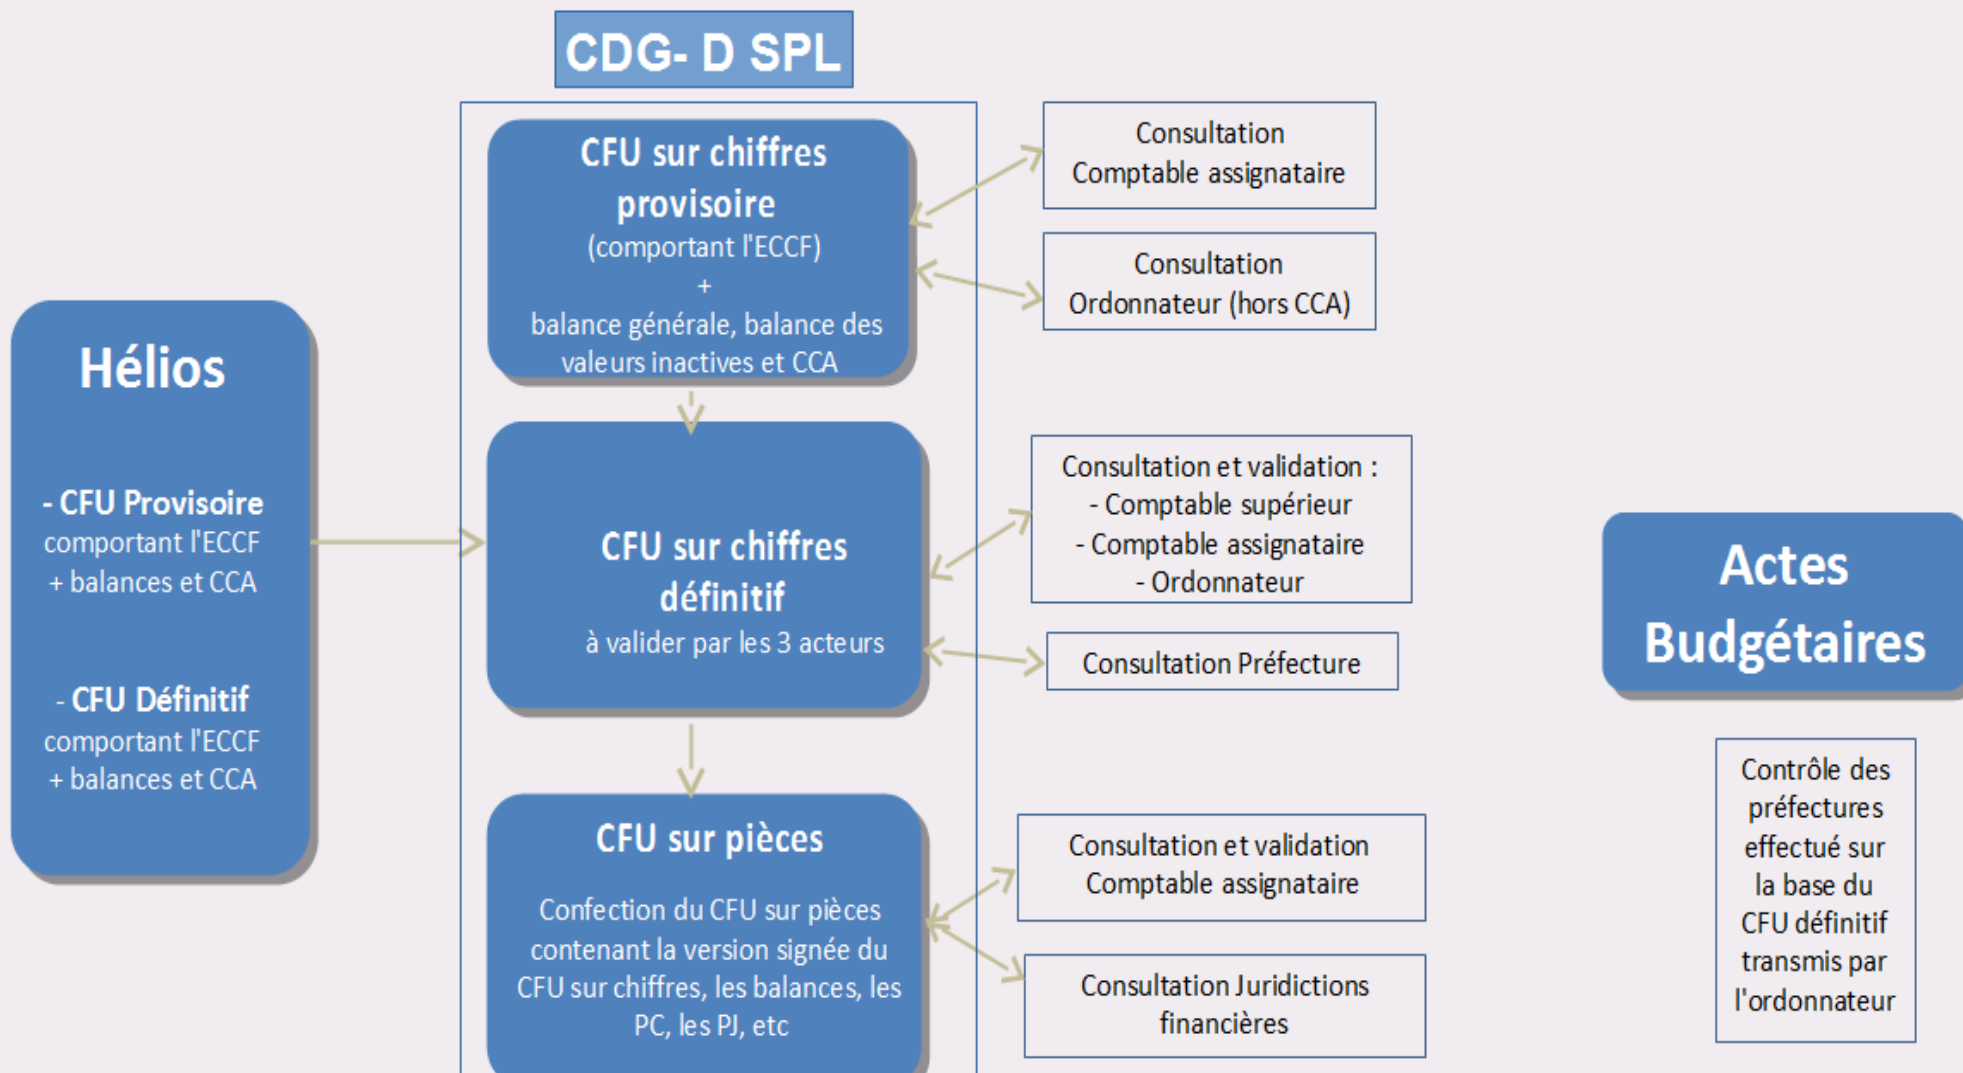 CDG- D SPL
Hélios
- CFU Provisoire
comportant l'ECCF
+ balances et CCA
- CFU Définitif
comportant l'ECCF
+ balances et CCA
CFU sur chiffres
provisoire
(comportant l'ECCF)
+
balance générale, balance des
valeurs inactives et CCA
Consultation
Comptable assignataire
Consultation
Ordonnateur (hors CCA)
CFU sur chiffres
définitif
à valider par les 3 acteurs
Consultation et validation :
- Comptable supérieur
- Comptable assignataire
- Ordonnateur
Consultation Préfecture
CFU sur pièces
Confection du CFU sur pièces
contenant la version signée du
CFU sur chiffres, les balances, les
PC, les PJ, etc
Consultation et validation
Comptable assignataire
Consultation Juridictions
financières
Actes
Budgétaires
Contrôle des
préfectures
effectué sur
la base du
CFU définitif
transmis par
l'ordonnateur